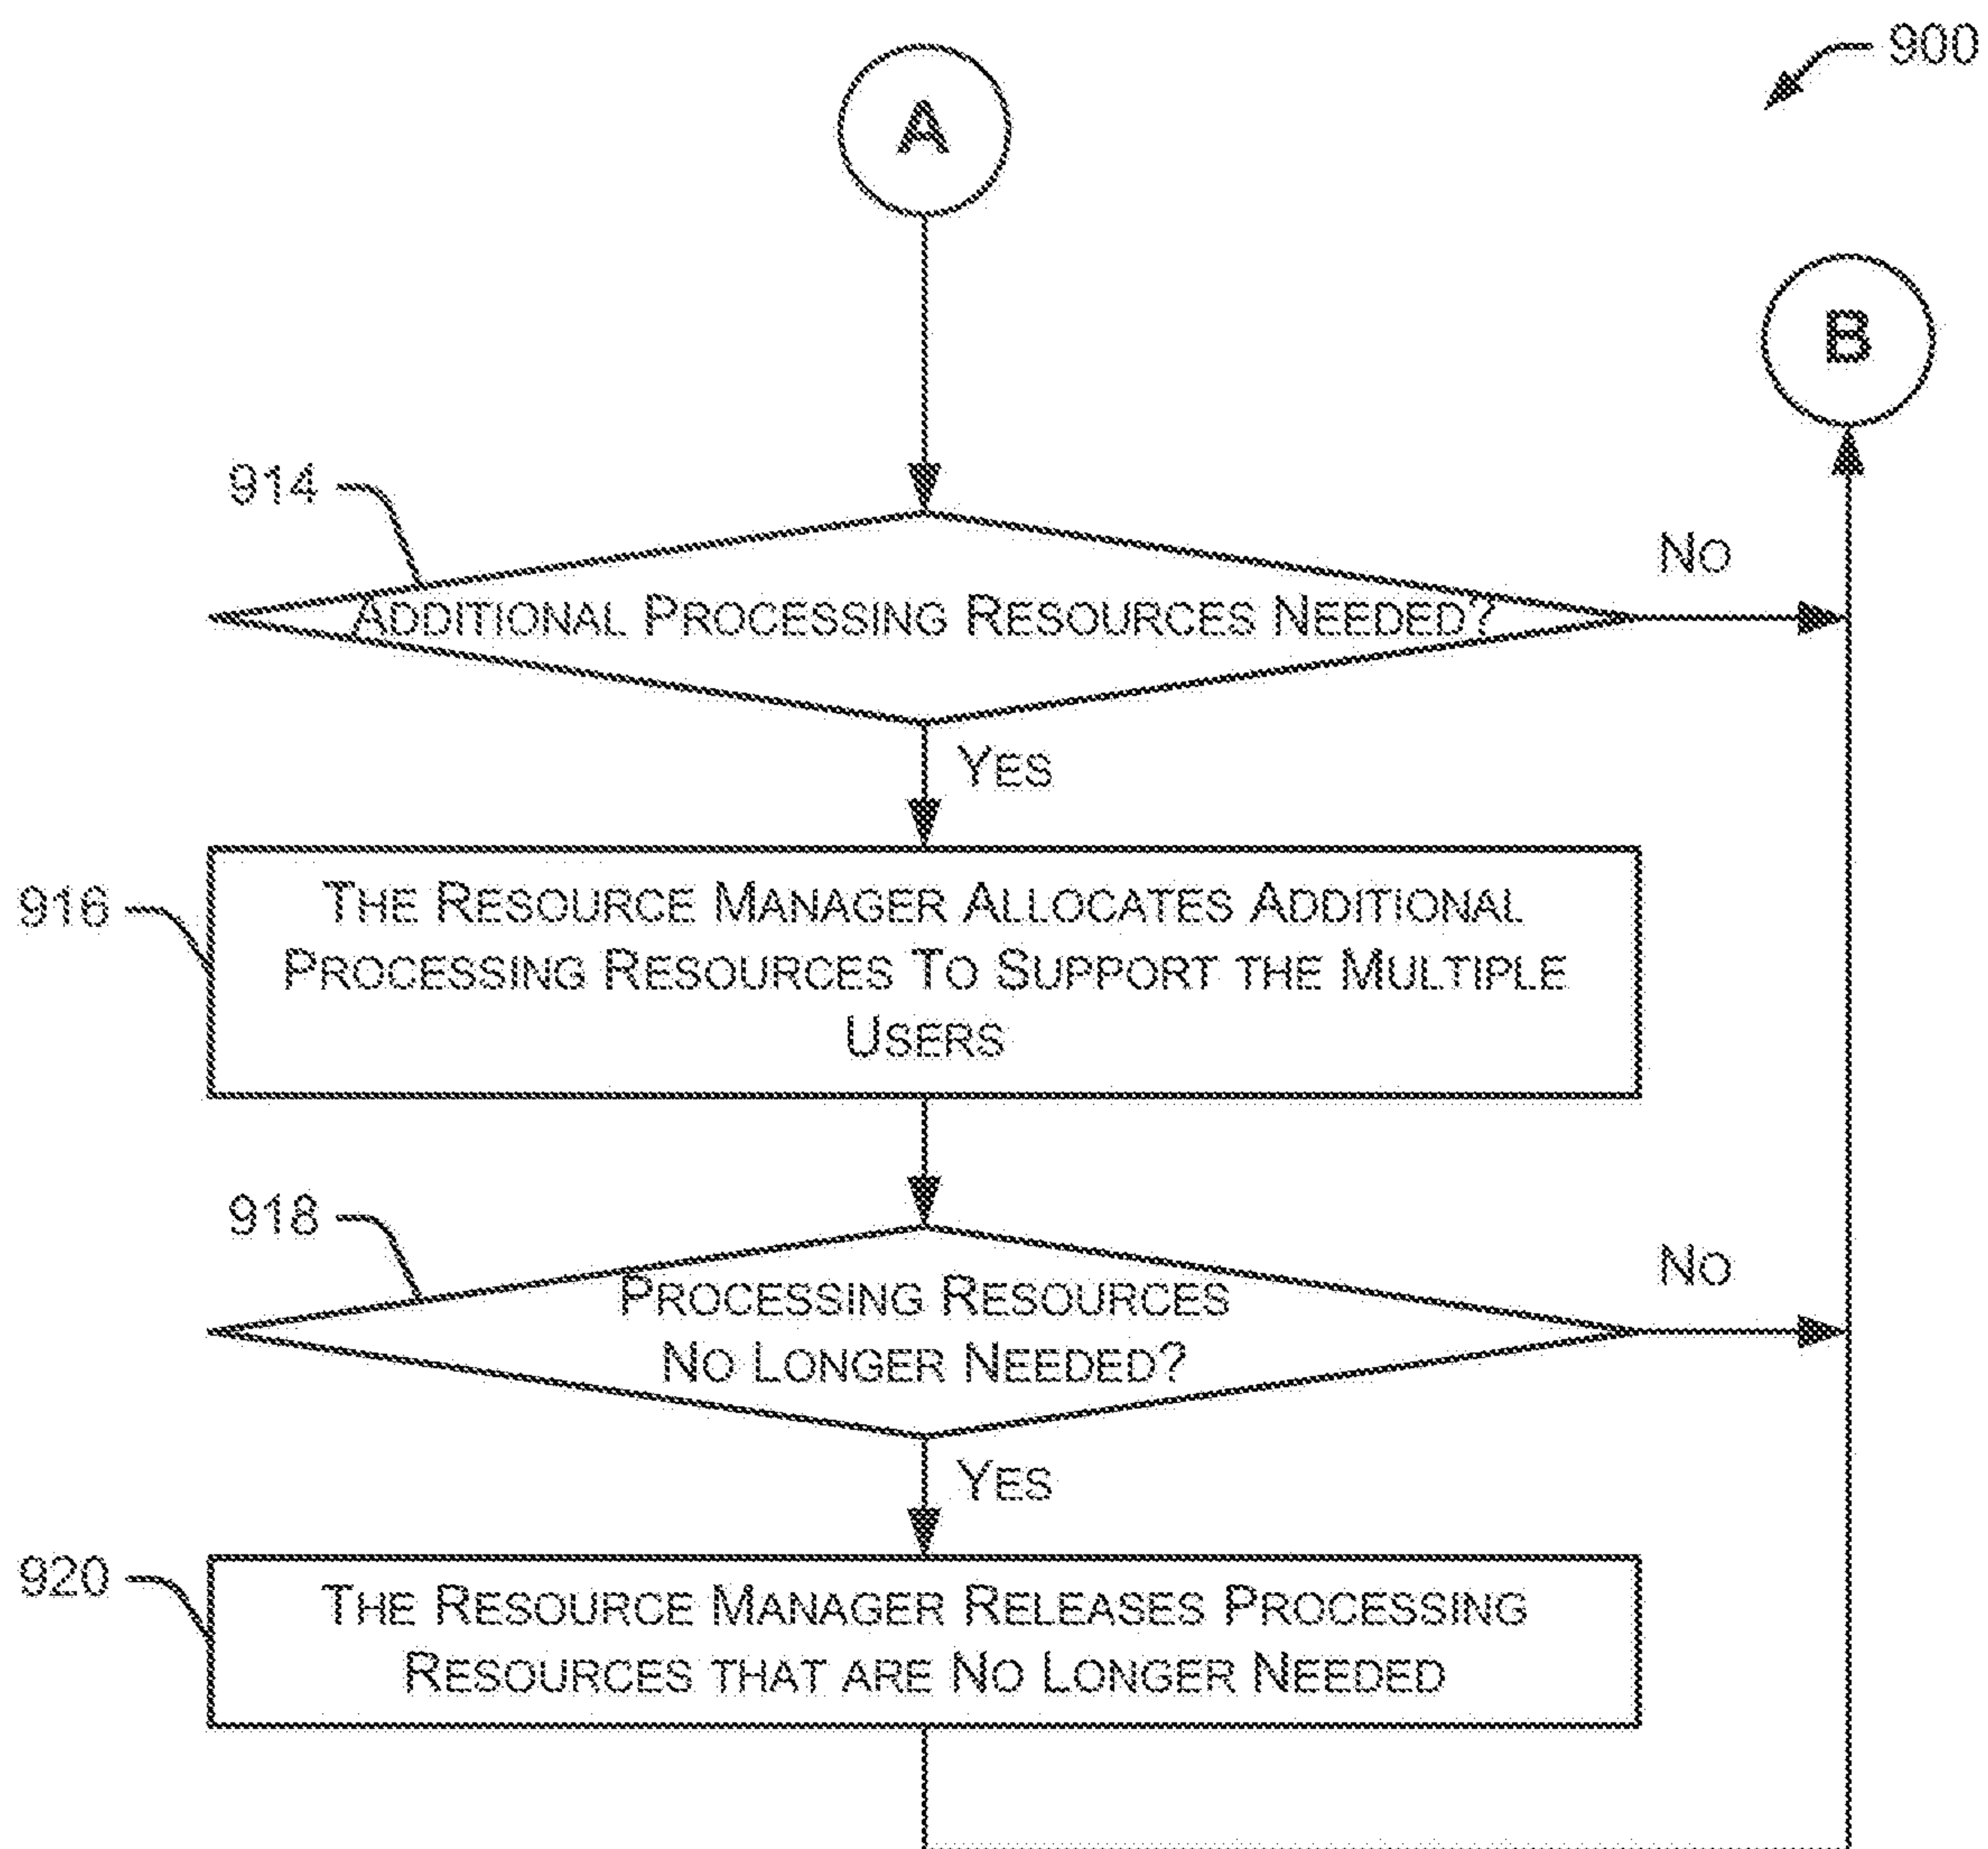 900
A
B
914
ADDITIONAL PROCESSING RESOURCES NEEDED?
NO
YES
916
THE RESOURCE MANAGER ALLOCATES ADDITIONAL
PROCESSING RESOURCES TO SUPPORT THE MULTIPLE
USERS
918
PROCESSING RESOURCES
NO LONGER NEEDED?
NO
YES
920
THE RESOURCE MANAGER RELEASES PROCESSING
RESOURCES THAT ARE NO LONGER NEEDED